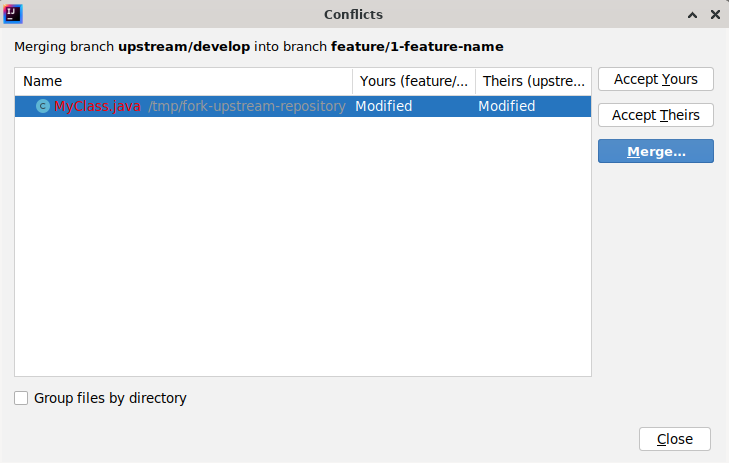 Conflicts
Merging branch upstream/develop into branch feature/1-feature-name
Name Yours (feature/... Theirs (upstre...
MyClass.java /tmp/fork-upstream-repository Modified Modified
Accept Yours
Accept Theirs
Merge...
Group files by directory
Close